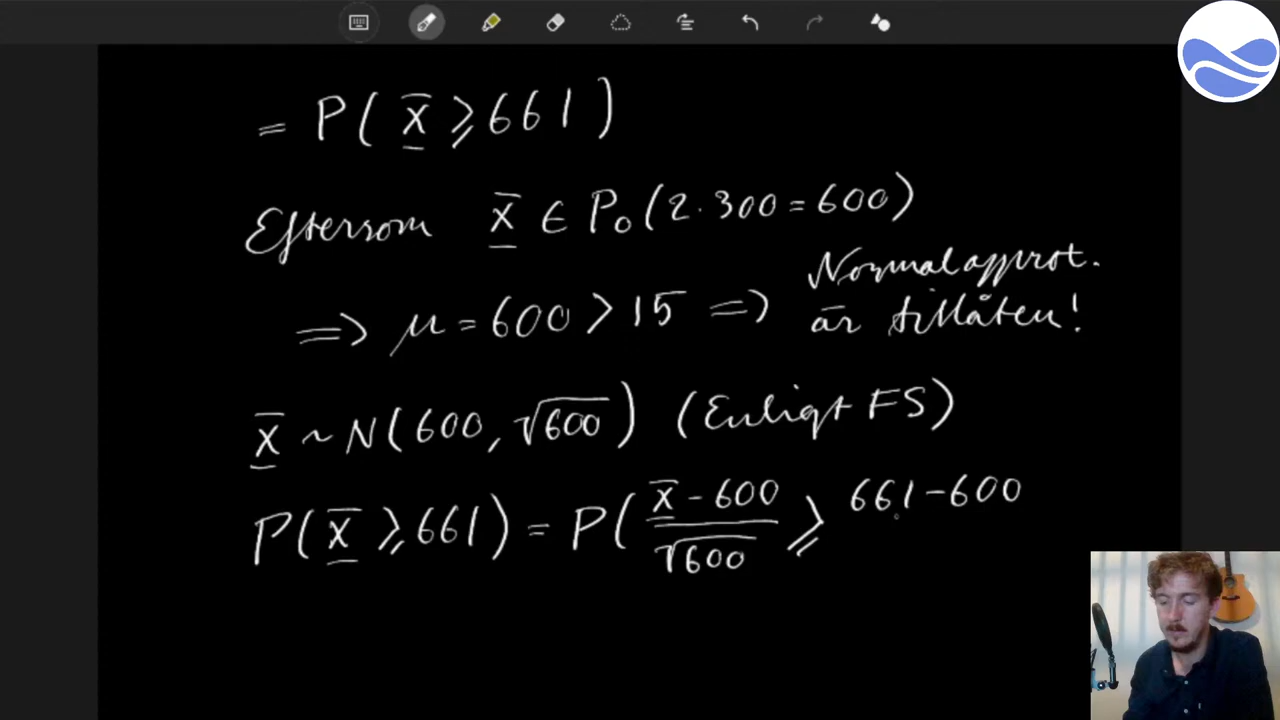 = P( X̲̅ ⩾ 661 )
Eftersom X̲̅ ∈ Po(2·300 = 600)
=> μ = 600 > 15 => Normalapprox.
är tillåten!
X̲̅ ~ N(600, √600) (Enligt FS)
P( X̲̅ ⩾ 661) = P( (X̲̅ - 600)/√600 ⩾ 661-600